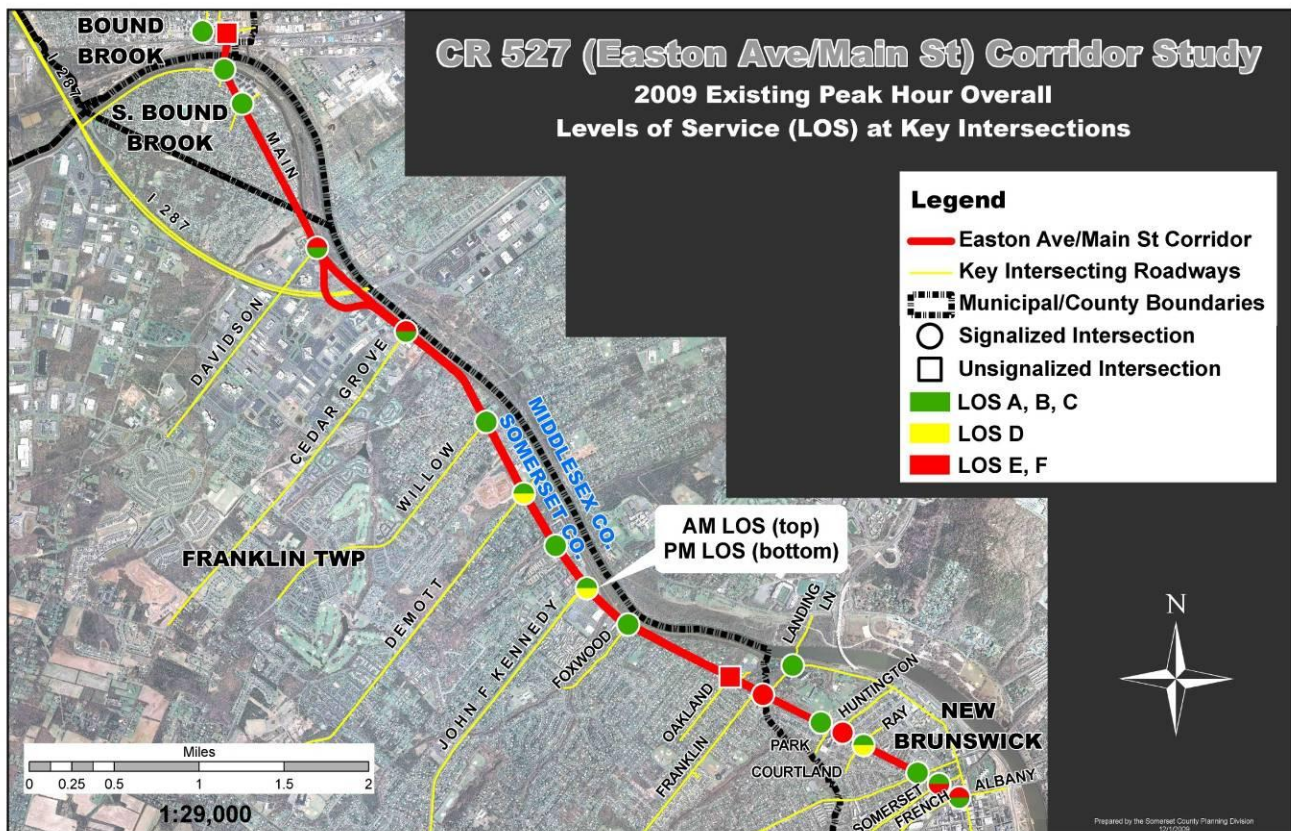 BOUND
BROOK
I 287
S. BOUND
BROOK
MAIN
I 287
CR 527 (Easton Ave/Main St) Corridor Study
2009 Existing Peak Hour Overall
Levels of Service (LOS) at Key Intersections
Legend
Easton Ave/Main St Corridor
Key Intersecting Roadways
Municipal/County Boundaries
Signalized Intersection
Unsignalized Intersection
LOS A, B, C
LOS D
LOS E, F
DAVIDSON
CEDAR GROVE
WILLOW
MIDDLESEX CO.
SOMERSET CO.
AM LOS (top)
PM LOS (bottom)
FRANKLIN TWP
DEMOTT
JOHN F KENNEDY
FOXWOOD
LANDING
LN
OAKLAND
FRANKLIN
HUNTINGTON
PARK
RAY
COURTLAND
NEW
BRUNSWICK
SOMERSET
FRENCH
ALBANY
N
Miles
0 0.25 0.5 1 1.5 2
1:29,000
Prepared by the Somerset County Planning Division
12/1/2009